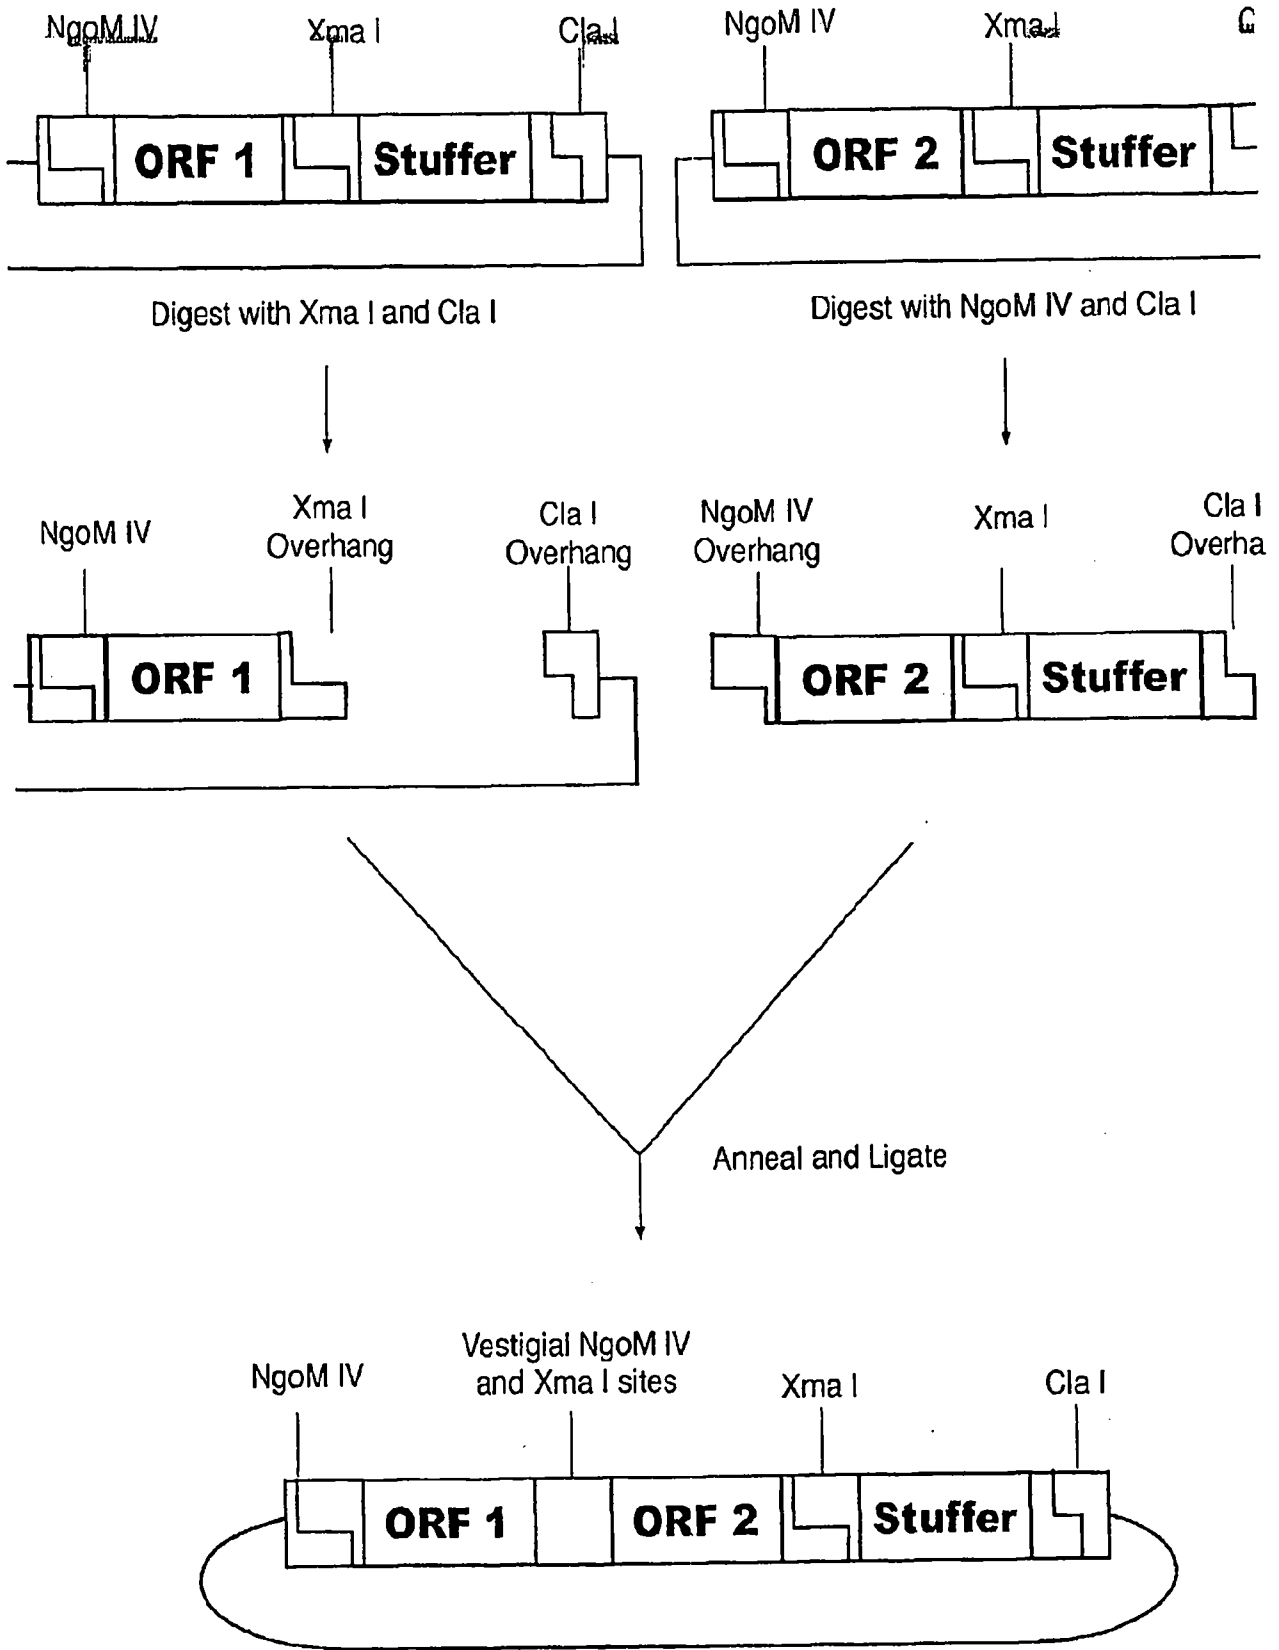 NgoM IV Xma I Cla I NgoM IV Xma I
ORF 1 Stuffer ORF 2 Stuffer
Digest with Xma I and Cla I Digest with NgoM IV and Cla I
NgoM IV Xma I Overhang Cla I Overhang NgoM IV Overhang Xma I Cla I Overha
ORF 1 ORF 2 Stuffer
Anneal and Ligate
NgoM IV Vestigial NgoM IV and Xma I sites Xma I Cla I
ORF 1 ORF 2 Stuffer